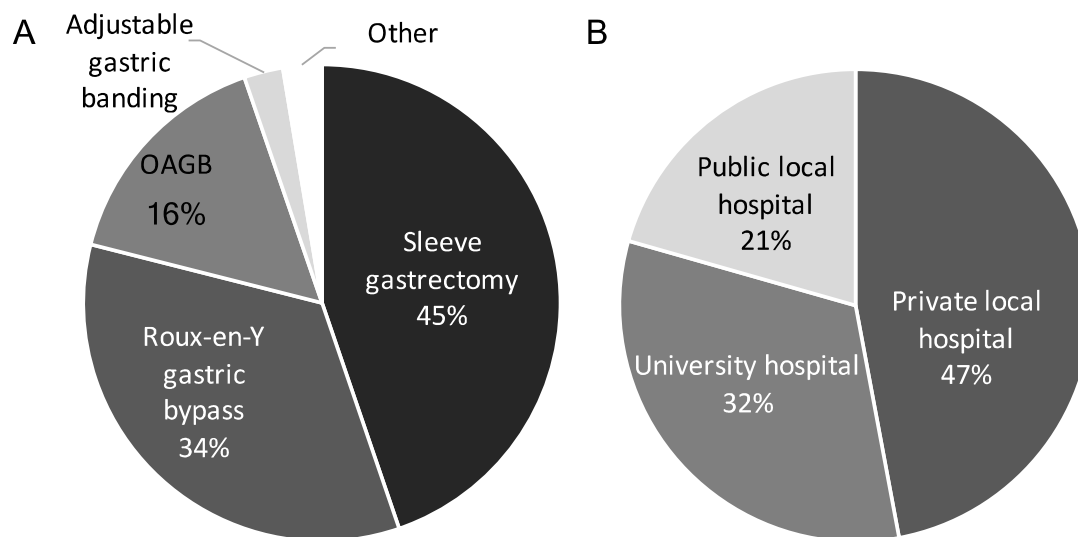 A
Adjustable
gastric
banding
Other
OAGB
16%
Sleeve
gastrectomy
45%
Roux-en-Y
gastric
bypass
34%
B
Public local
hospital
21%
Private local
hospital
47%
University hospital
32%